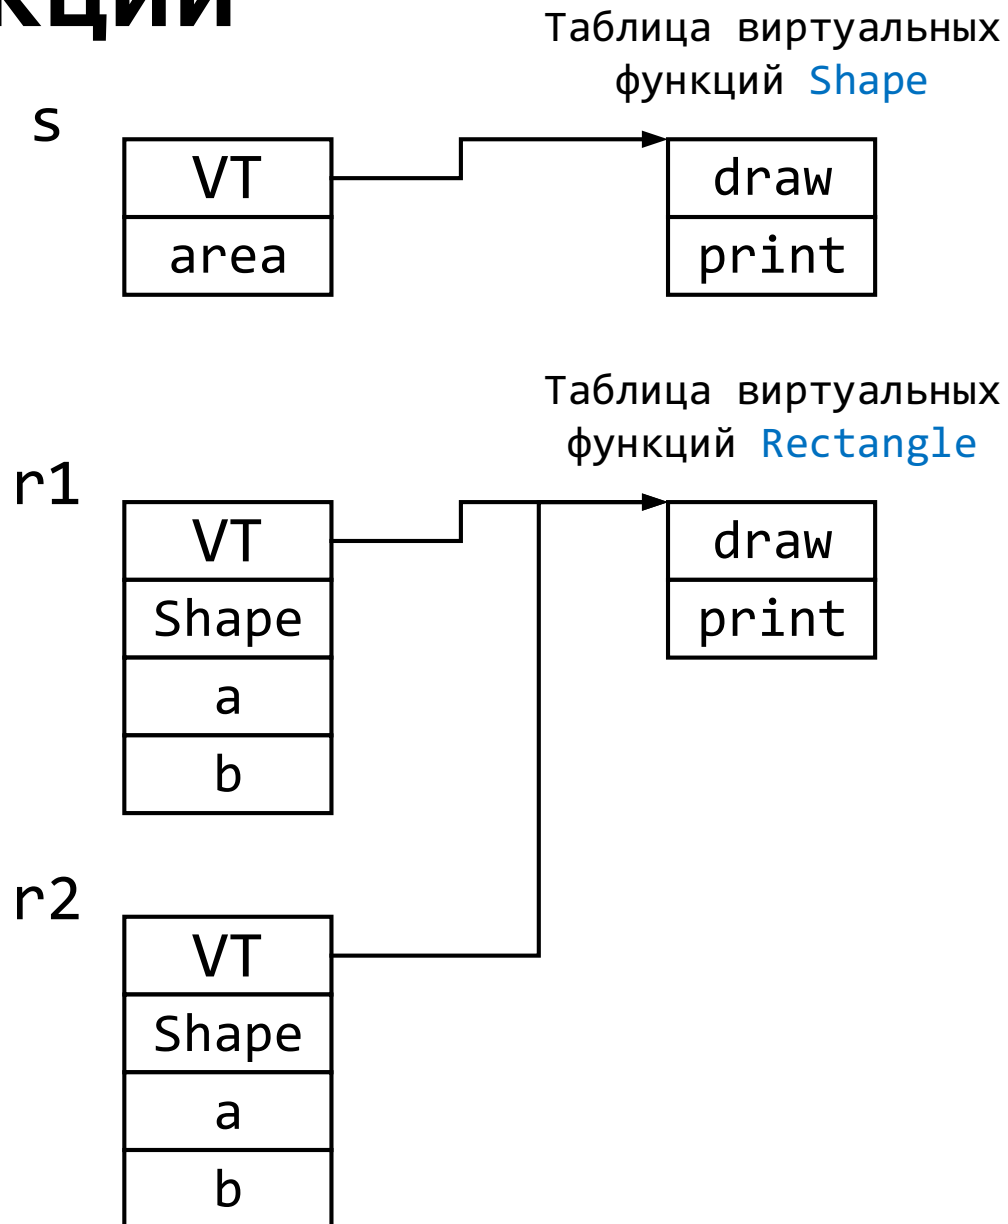 кции
Таблица виртуальных
функций Shape
s
VT
area
draw
print
Таблица виртуальных
функций Rectangle
r1
VT
Shape
a
b
draw
print
r2
VT
Shape
a
b